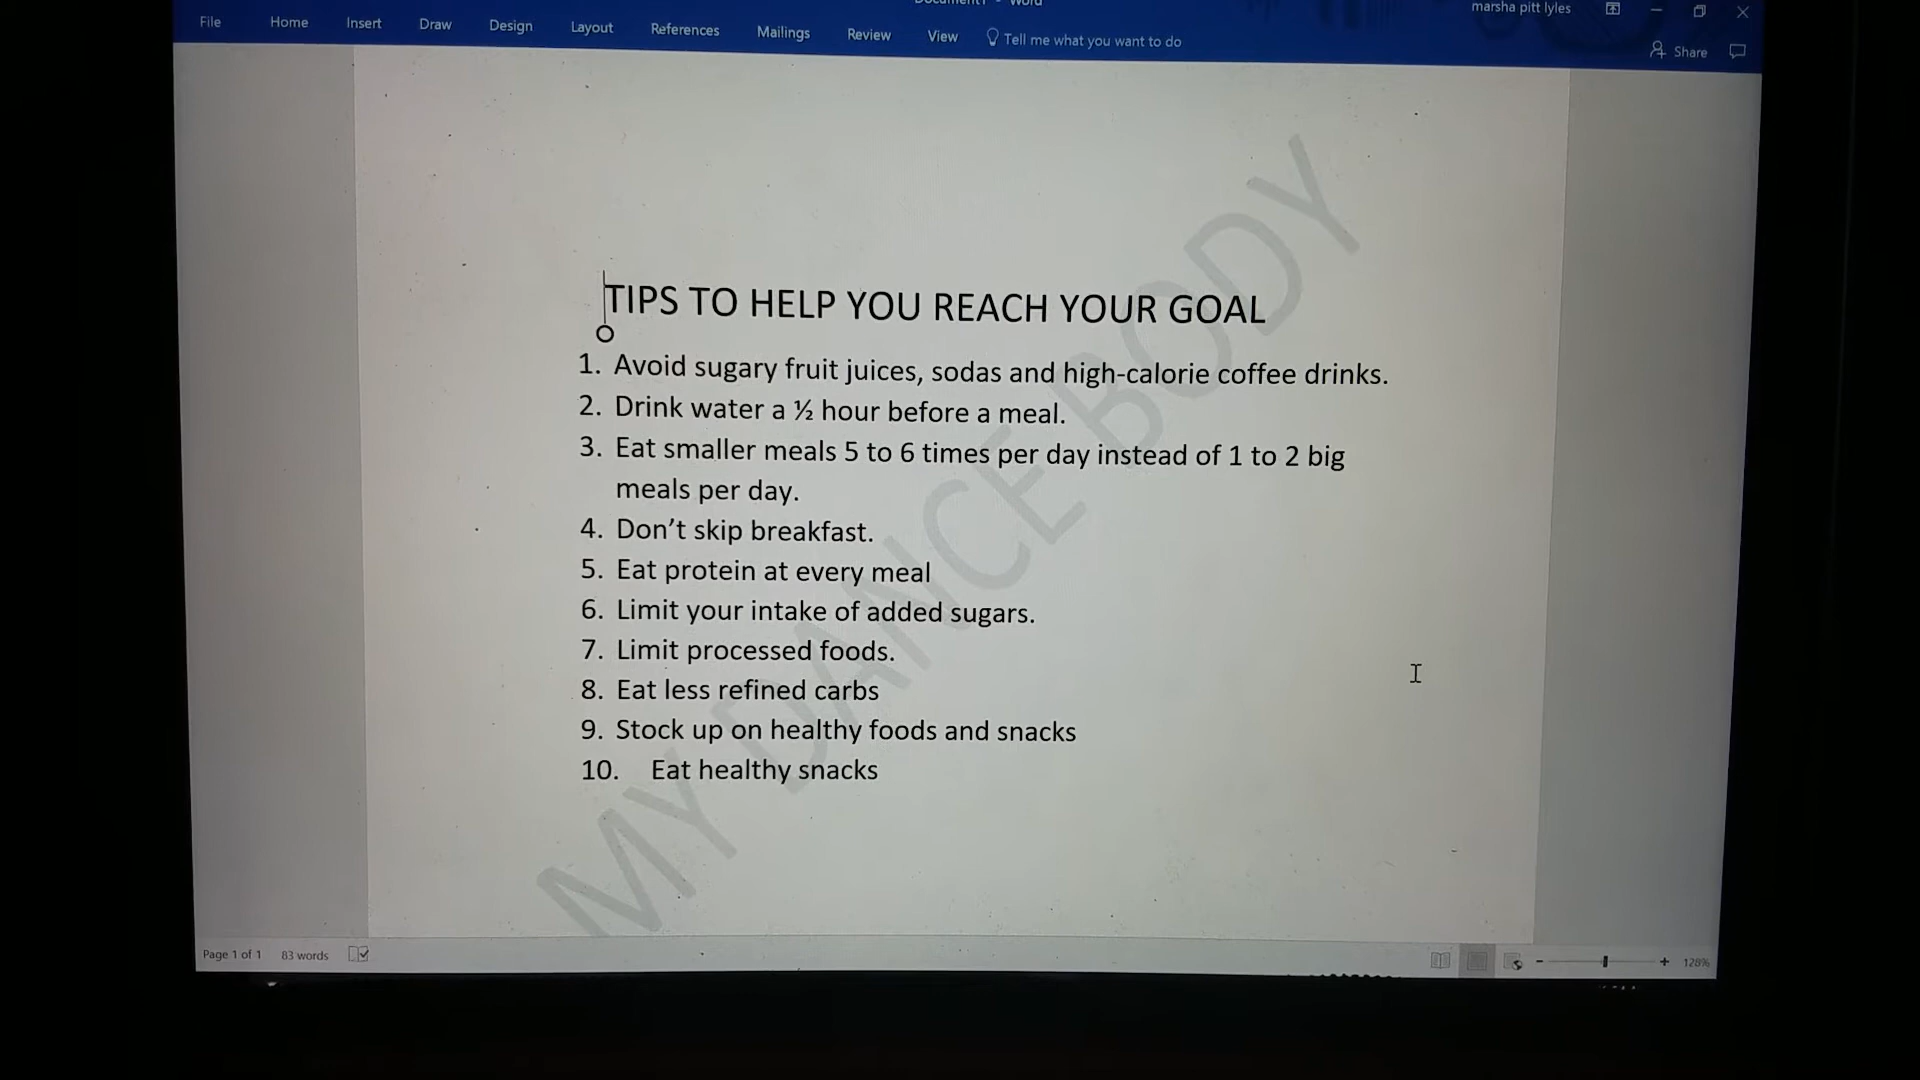 Document1 - Word
marsha pitt lyles
File Home Insert Draw Design Layout References Mailings Review View Tell me what you want to do
Share
TIPS TO HELP YOU REACH YOUR GOAL
1. Avoid sugary fruit juices, sodas and high-calorie coffee drinks.
2. Drink water a ½ hour before a meal.
3. Eat smaller meals 5 to 6 times per day instead of 1 to 2 big
meals per day.
4. Don’t skip breakfast.
5. Eat protein at every meal
6. Limit your intake of added sugars.
7. Limit processed foods.
8. Eat less refined carbs
9. Stock up on healthy foods and snacks
10. Eat healthy snacks
MY DANCE BODY
Page 1 of 1 83 words
128%